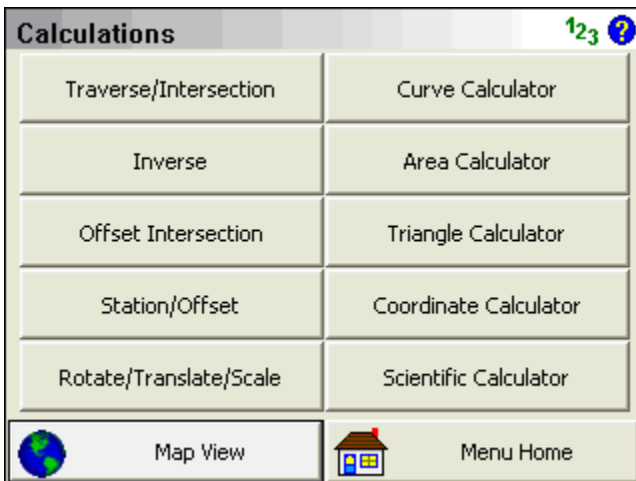 Calculations 123 ?
Traverse/Intersection Curve Calculator
Inverse Area Calculator
Offset Intersection Triangle Calculator
Station/Offset Coordinate Calculator
Rotate/Translate/Scale Scientific Calculator
Map View Menu Home